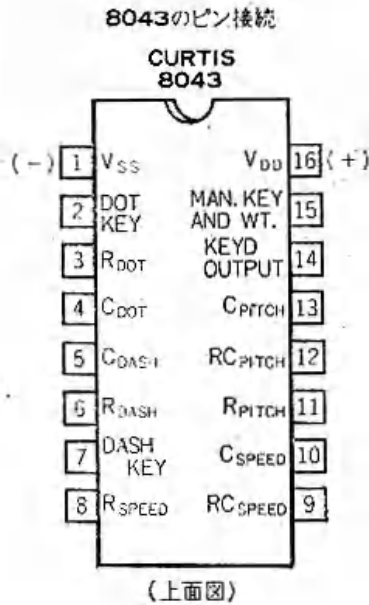 8043のピン接続
CURTIS
8043
(-) 1 VSS
VDD 16 (+)
2 DOT KEY
MAN. KEY AND WT. 15
3 RDOT
KEYD OUTPUT 14
4 CDOT
CPITCH 13
5 CDASH
RCPITCH 12
6 RDASH
RPITCH 11
7 DASH KEY
CSPEED 10
8 RSPEED
RCSPEED 9
(上面図)